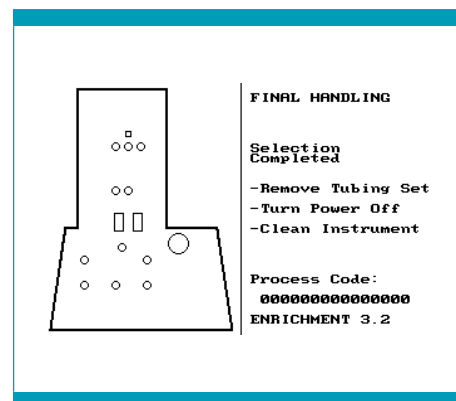 FINAL HANDLING
Selection
Completed
-Remove Tubing Set
-Turn Power Off
-Clean Instrument
Process Code:
000000000000000
ENRICHMENT 3.2